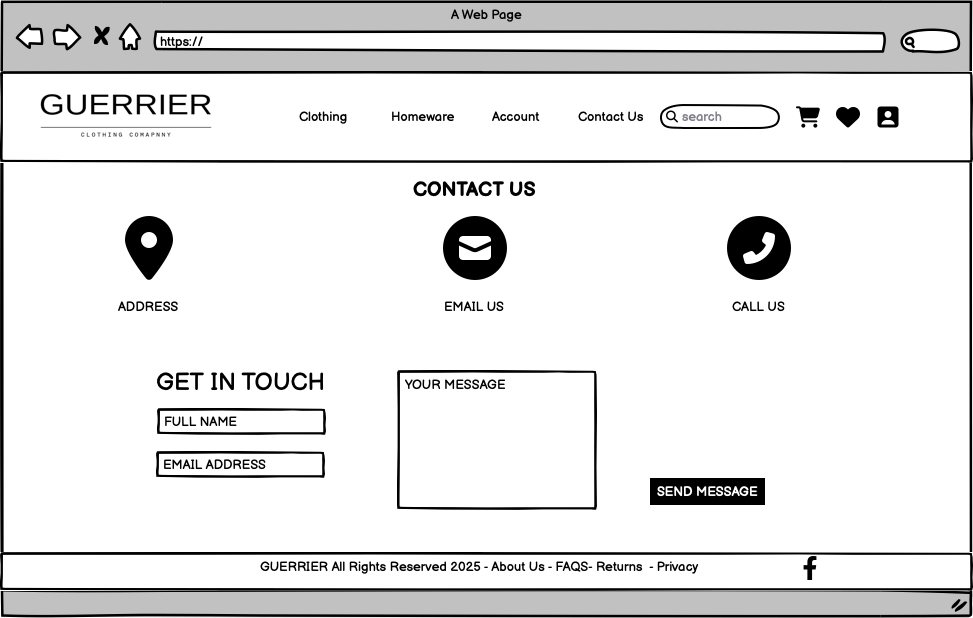 A Web Page
https://
GUERRIER
CLOTHING COMAPNNY
Clothing Homeware Account Contact Us search
CONTACT US
ADDRESS EMAIL US CALL US
GET IN TOUCH
FULL NAME
EMAIL ADDRESS
YOUR MESSAGE
SEND MESSAGE
GUERRIER All Rights Reserved 2025 - About Us - FAQS- Returns - Privacy